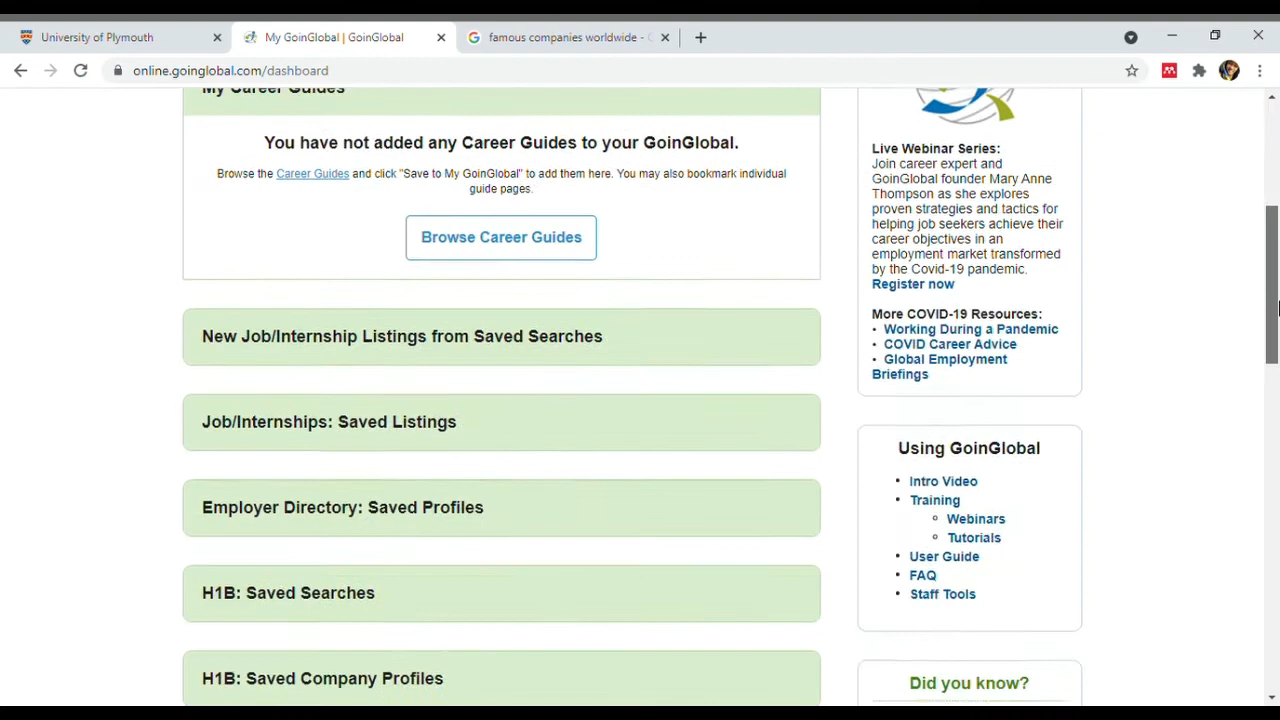 University of Plymouth
My GoinGlobal | GoinGlobal
famous companies worldwide -
online.goinglobal.com/dashboard
My Career Guides
You have not added any Career Guides to your GoinGlobal.
Browse the Career Guides and click "Save to My GoinGlobal" to add them here. You may also bookmark individual
guide pages.
Browse Career Guides
New Job/Internship Listings from Saved Searches
Job/Internships: Saved Listings
Employer Directory: Saved Profiles
H1B: Saved Searches
H1B: Saved Company Profiles
Live Webinar Series:
Join career expert and
GoinGlobal founder Mary Anne
Thompson as she explores
proven strategies and tactics for
helping job seekers achieve their
career objectives in an
employment market transformed
by the Covid-19 pandemic.
Register now
More COVID-19 Resources:
• Working During a Pandemic
• COVID Career Advice
• Global Employment
Briefings
Using GoinGlobal
• Intro Video
• Training
Webinars
Tutorials
• User Guide
• FAQ
• Staff Tools
Did you know?